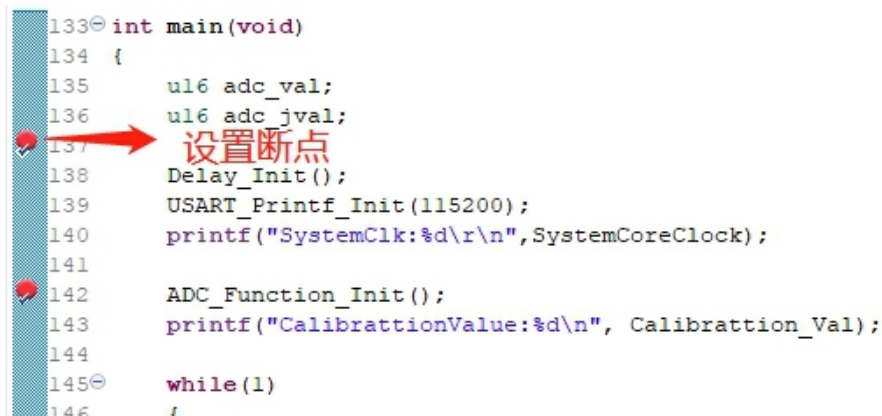 133 int main(void)
134 {
135 u16 adc_val;
136 u16 adc_jval;
137 设置断点
138 Delay_Init();
139 USART_Printf_Init(115200);
140 printf("SystemClk:%d\r\n",SystemCoreClock);
141
142 ADC_Function_Init();
143 printf("CalibrattionValue:%d\n", Calibrattion_Val);
144
145 while(1)
146 {